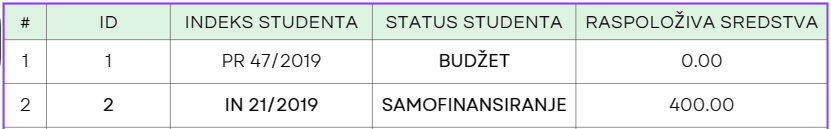 # ID INDEKS STUDENTA STATUS STUDENTA RASPOLOŽIVA SREDSTVA
1 1 PR 47/2019 BUDŽET 0.00
2 2 IN 21/2019 SAMOFINANSIRANJE 400.00